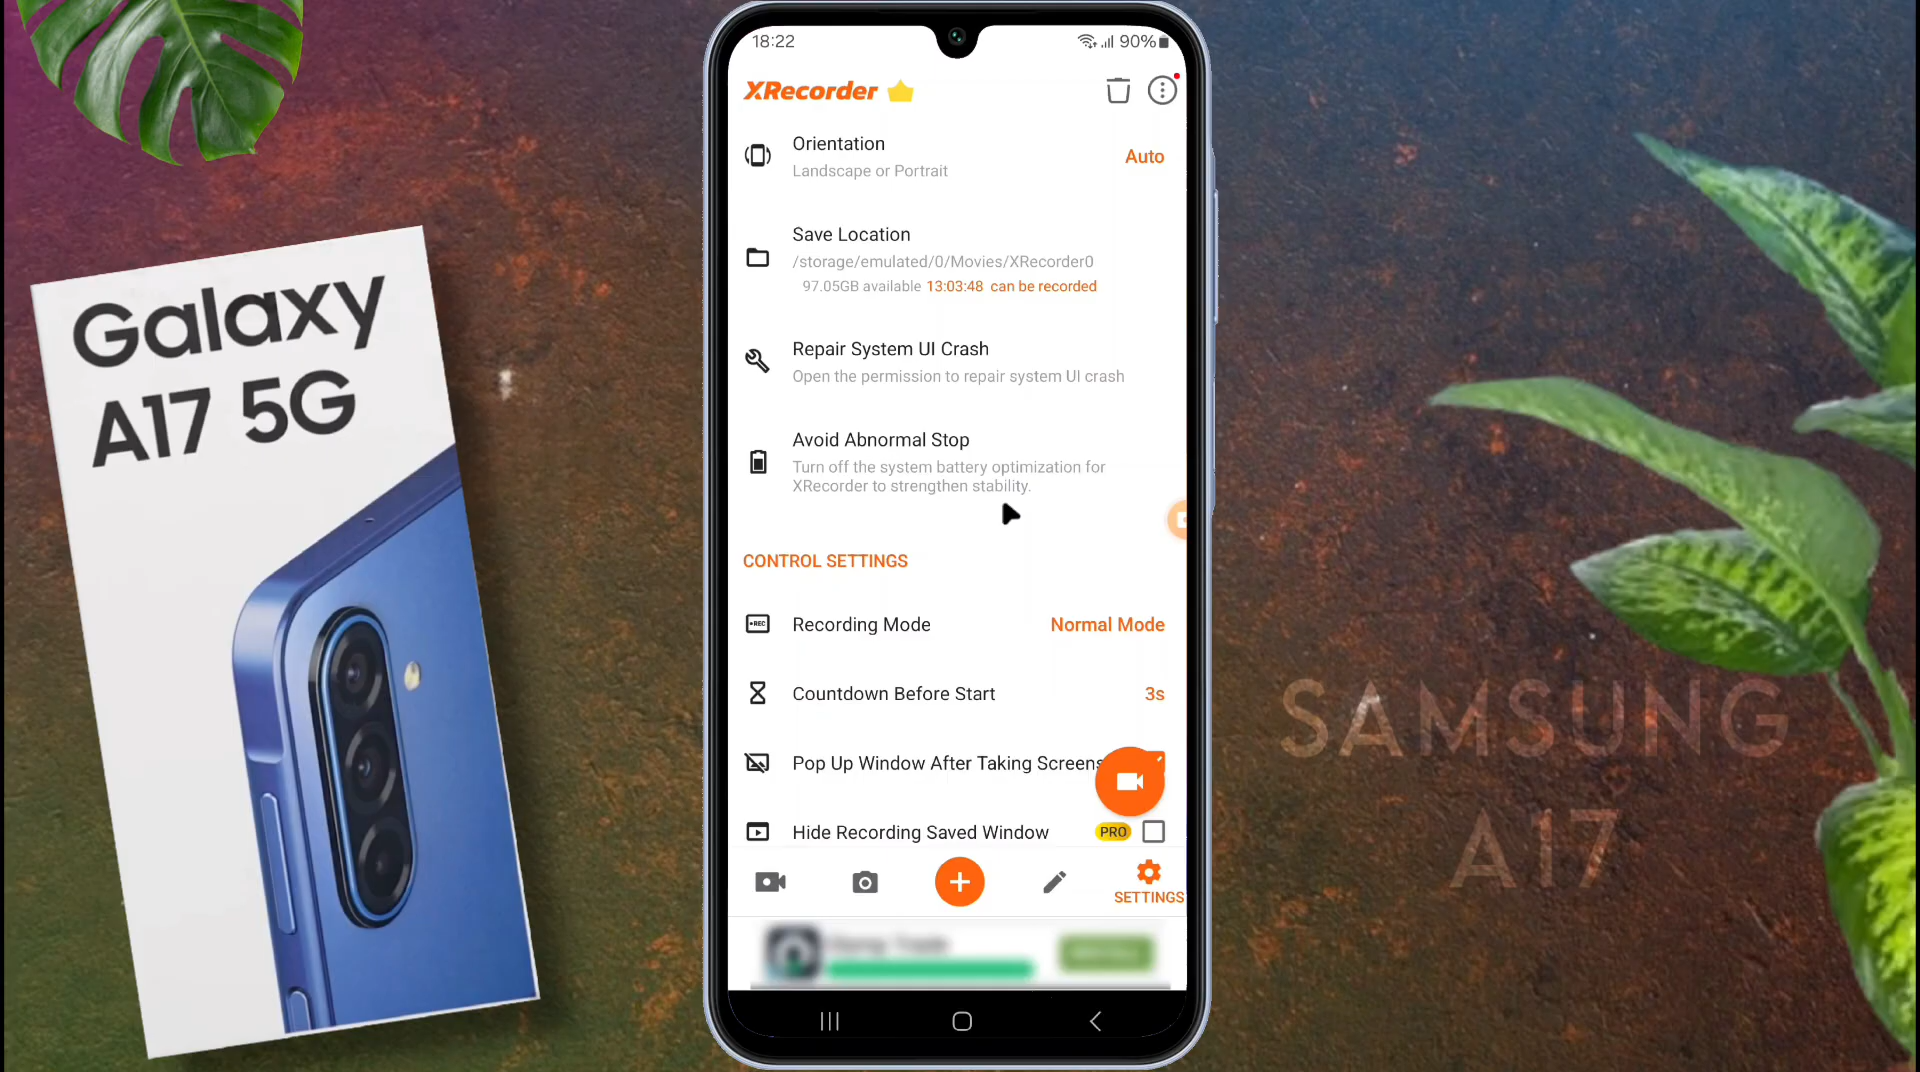 Galaxy
A17 5G
18:22
90%
XRecorder
Orientation
Landscape or Portrait
Auto
Save Location
/storage/emulated/0/Movies/XRecorder0
97.05GB available 13:03:48 can be recorded
Repair System UI Crash
Open the permission to repair system UI crash
Avoid Abnormal Stop
Turn off the system battery optimization for
XRecorder to strengthen stability.
CONTROL SETTINGS
Recording Mode
Normal Mode
Countdown Before Start
3s
Pop Up Window After Taking Screens
Hide Recording Saved Window
PRO
SETTINGS
SAMSUNG
A17